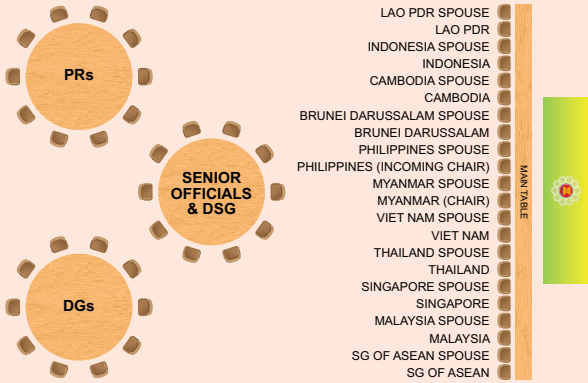 PRs
SENIOR
OFFICIALS
& DSG
DGs
LAO PDR SPOUSE
LAO PDR
INDONESIA SPOUSE
INDONESIA
CAMBODIA SPOUSE
CAMBODIA
BRUNEI DARUSSALAM SPOUSE
BRUNEI DARUSSALAM
PHILIPPINES SPOUSE
PHILIPPINES (INCOMING CHAIR)
MYANMAR SPOUSE
MYANMAR (CHAIR)
VIET NAM SPOUSE
VIET NAM
THAILAND SPOUSE
THAILAND
SINGAPORE SPOUSE
SINGAPORE
MALAYSIA SPOUSE
MALAYSIA
SG OF ASEAN SPOUSE
SG OF ASEAN
MAIN TABLE